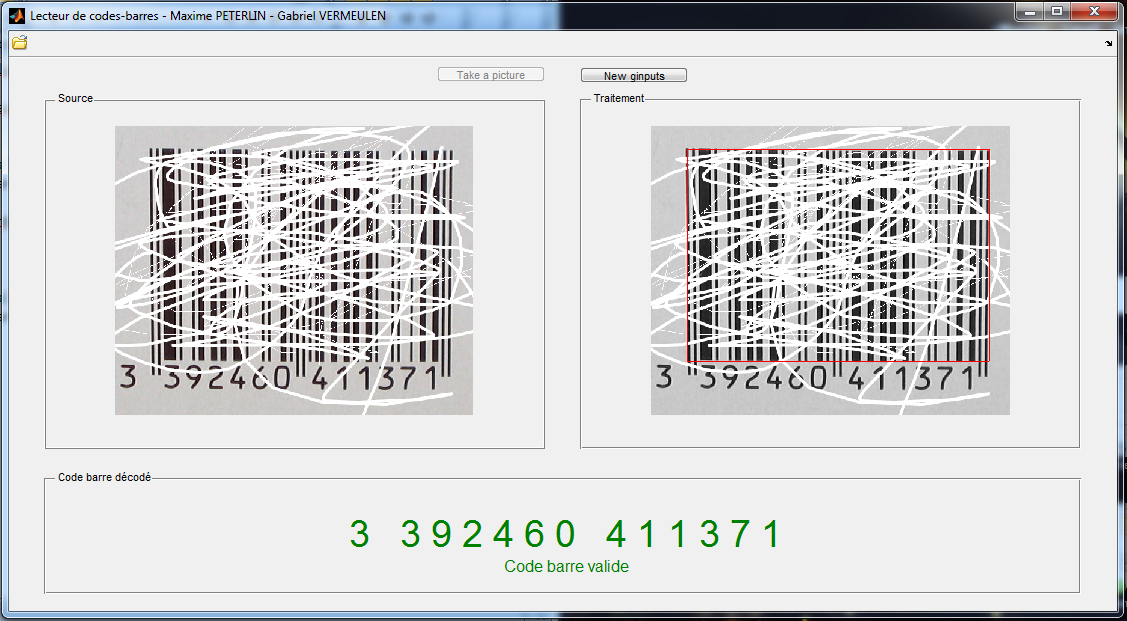 Lecteur de codes-barres - Maxime PETERLIN - Gabriel VERMEULEN
Take a picture
New ginputs
Source
Traitement
3 392460 411371
3 392460 411371
Code barre décodé
3 392460 411371
Code barre valide